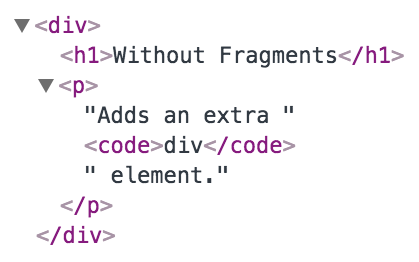 <div>
<h1>Without Fragments</h1>
<p>
"Adds an extra "
<code>div</code>
" element."
</p>
</div>